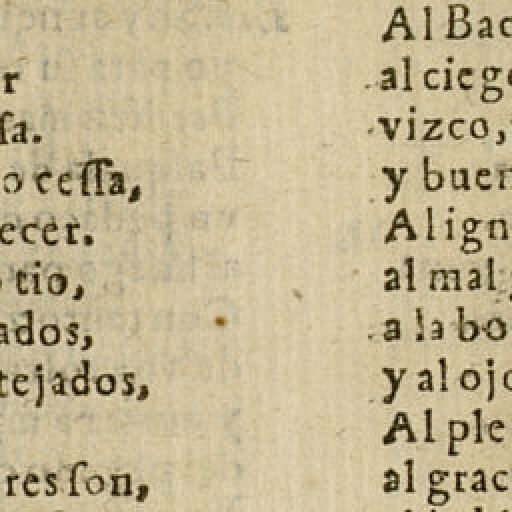 r
ſa.
o ceſſa,
ecer.
tio,
ados,
tejados,
res ſon,
Al Bac
al cieg
vizco,
y buen
Al ign
al mal
a la bo
y al ojo
Al ple
al grac